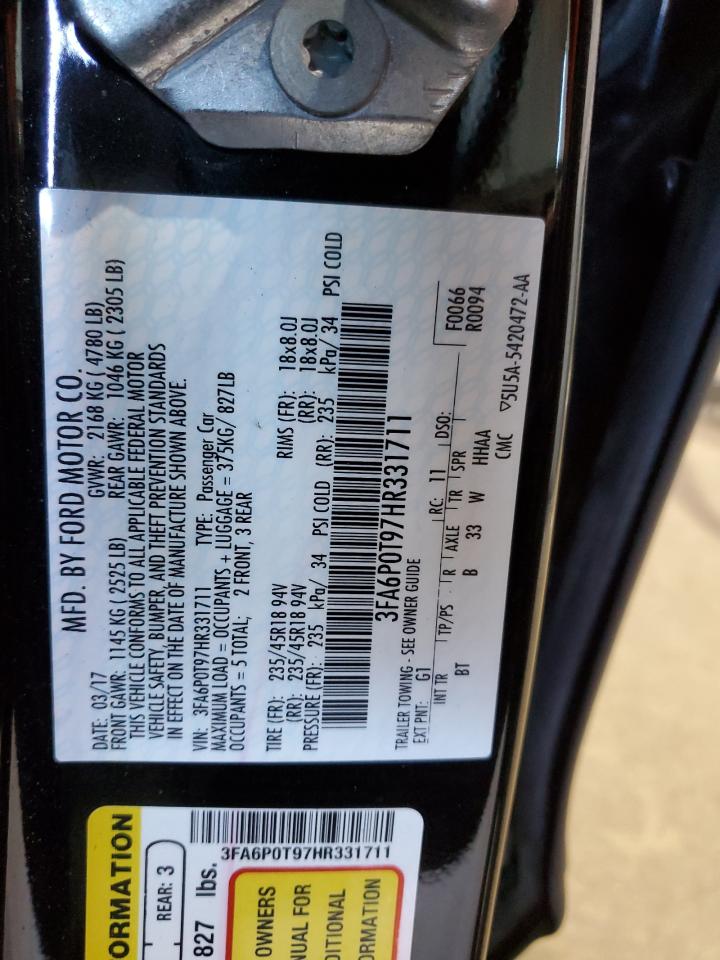 MFD. BY FORD MOTOR CO.
DATE: 03/17 GVWR: 2168 KG ( 4780 LB)
FRONT GAWR: 1145 KG ( 2525 LB) REAR GAWR: 1046 KG ( 2305 LB)
THIS VEHICLE CONFORMS TO ALL APPLICABLE FEDERAL MOTOR
VEHICLE SAFETY, BUMPER, AND THEFT PREVENTION STANDARDS
IN EFFECT ON THE DATE OF MANUFACTURE SHOWN ABOVE.
VIN: 3FA6P0T97HR331711 TYPE: Passenger Car
MAXIMUM LOAD = OCCUPANTS + LUGGAGE = 375KG/ 827LB
OCCUPANTS = 5 TOTAL; 2 FRONT, 3 REAR
TIRE (FR): 235/45R18 94V RIMS (FR): 18x8.0J
(RR): 235/45R18 94V (RR): 18x8.0J
PRESSURE (FR): 235 kPa/ 34 PSI COLD (RR): 235 kPa/ 34 PSI COLD
3FA6P0T97HR331711
TRAILER TOWING - SEE OWNER GUIDE
EXT PNT: G1 RC: 11 DSO: F0066
R0094
INT TR TP/PS R AXLE TR SPR
BT B 33 W HHAA
CMC ▽5U5A-5420472-AA
ORMATION
REAR: 3
827 lbs.
3FA6P0T97HR331711
OWNERS
NUAL FOR
DITIONAL
ORMATION